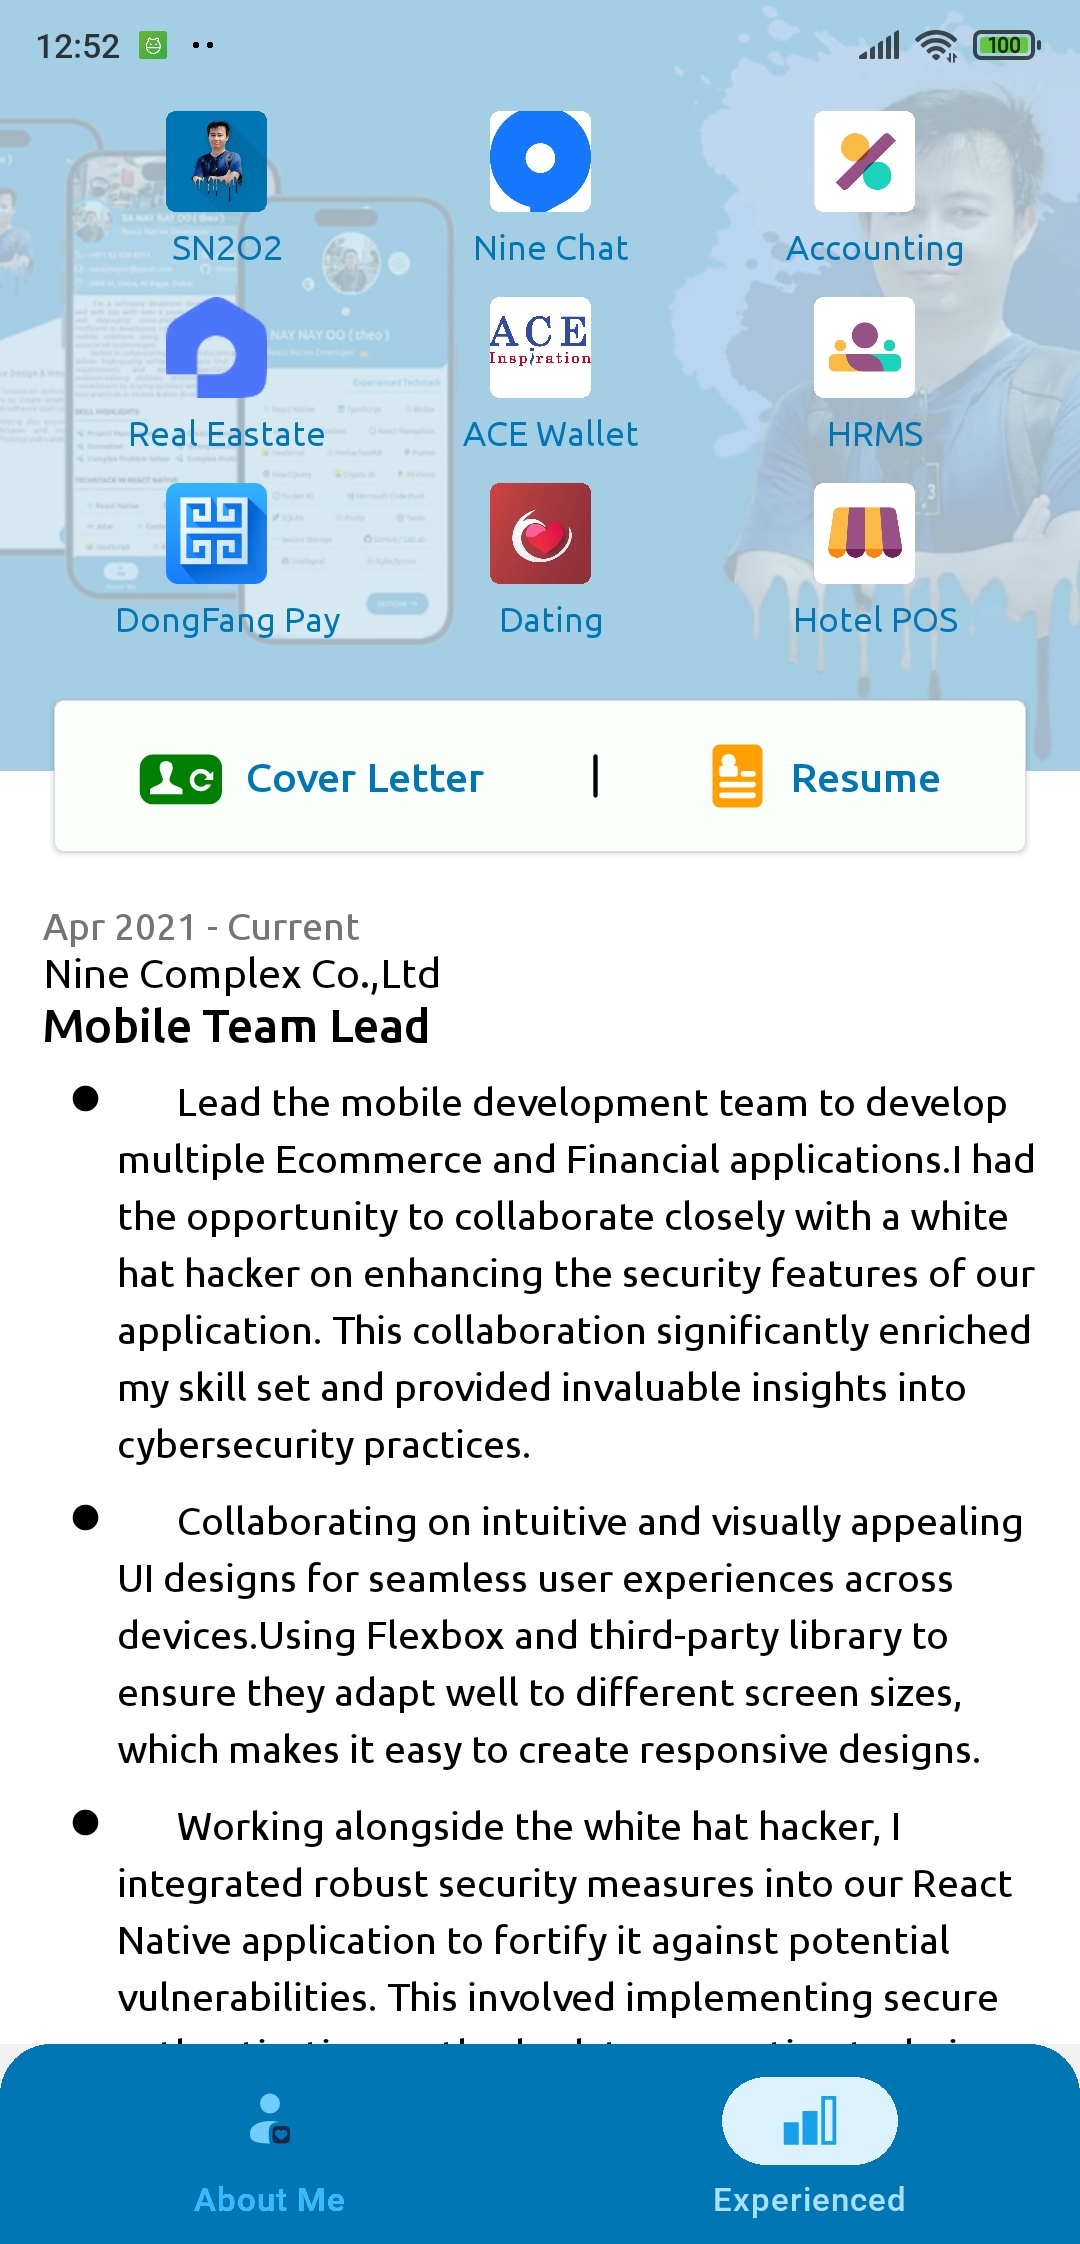 12:52
100
SN2O2
Nine Chat
Accounting
ACE
Inspiration
Real Eastate
ACE Wallet
HRMS
DongFang Pay
Dating
Hotel POS
Cover Letter | Resume
Apr 2021 - Current
Nine Complex Co.,Ltd
Mobile Team Lead
Lead the mobile development team to develop
multiple Ecommerce and Financial applications.I had
the opportunity to collaborate closely with a white
hat hacker on enhancing the security features of our
application. This collaboration significantly enriched
my skill set and provided invaluable insights into
cybersecurity practices.
Collaborating on intuitive and visually appealing
UI designs for seamless user experiences across
devices.Using Flexbox and third-party library to
ensure they adapt well to different screen sizes,
which makes it easy to create responsive designs.
Working alongside the white hat hacker, I
integrated robust security measures into our React
Native application to fortify it against potential
vulnerabilities. This involved implementing secure
About Me
Experienced